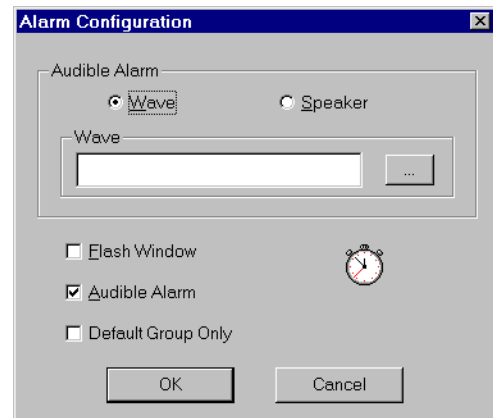 Alarm Configuration
Audible Alarm
Wave
Speaker
Wave
...
Flash Window
Audible Alarm
Default Group Only
OK
Cancel